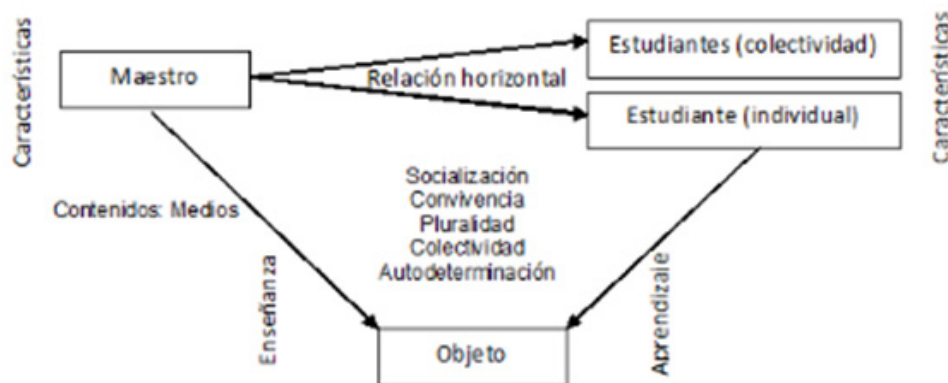 Características
Maestro
Relación horizontal
Estudiantes (colectividad)
Estudiante (individual)
Características
Contenidos: Medios
Socialización
Convivencia
Pluralidad
Colectividad
Autodeterminación
Enseñanza
Aprendizaje
Objeto